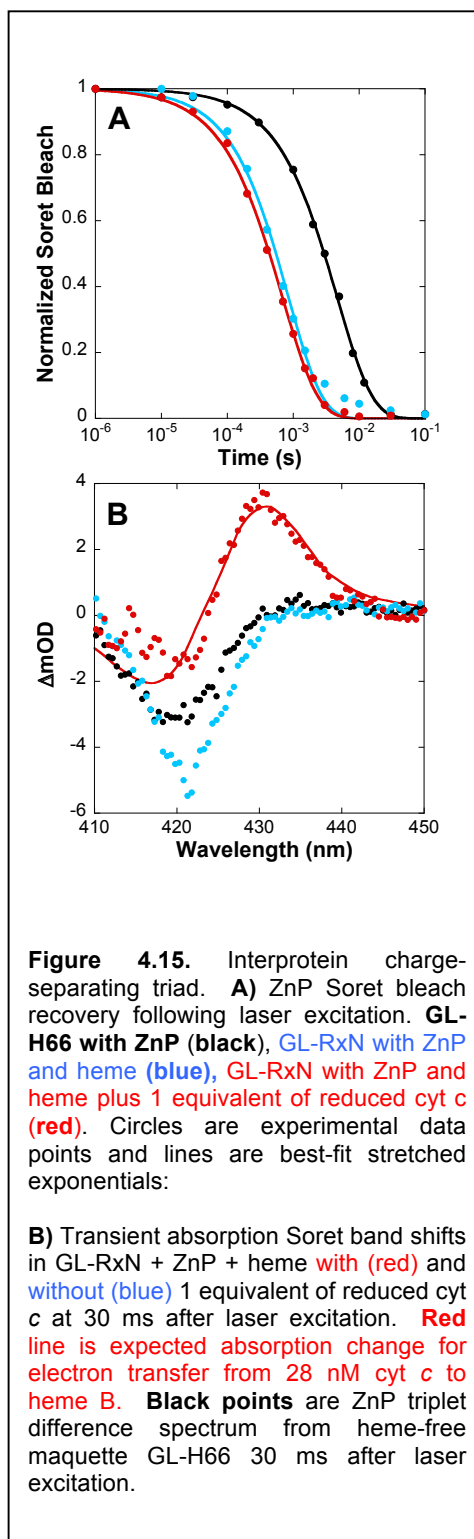 1
0.8
0.6
0.4
0.2
0
A
Normalized Soret Bleach
10-6 10-5 10-4 10-3 10-2 10-1
Time (s)
B
4
2
0
-2
-4
-6
ΔmOD
410 420 430 440 450
Wavelength (nm)
Figure 4.15. Interprotein charge-
separating triad. A) ZnP Soret bleach
recovery following laser excitation. GL-
H66 with ZnP (black), GL-RxN with ZnP
and heme (blue), GL-RxN with ZnP and
heme plus 1 equivalent of reduced cyt c
(red). Circles are experimental data
points and lines are best-fit stretched
exponentials:
B) Transient absorption Soret band shifts
in GL-RxN + ZnP + heme with (red) and
without (blue) 1 equivalent of reduced cyt
c at 30 ms after laser excitation. Red
line is expected absorption change for
electron transfer from 28 nM cyt c to
heme B. Black points are ZnP triplet
difference spectrum from heme-free
maquette GL-H66 30 ms after laser
excitation.